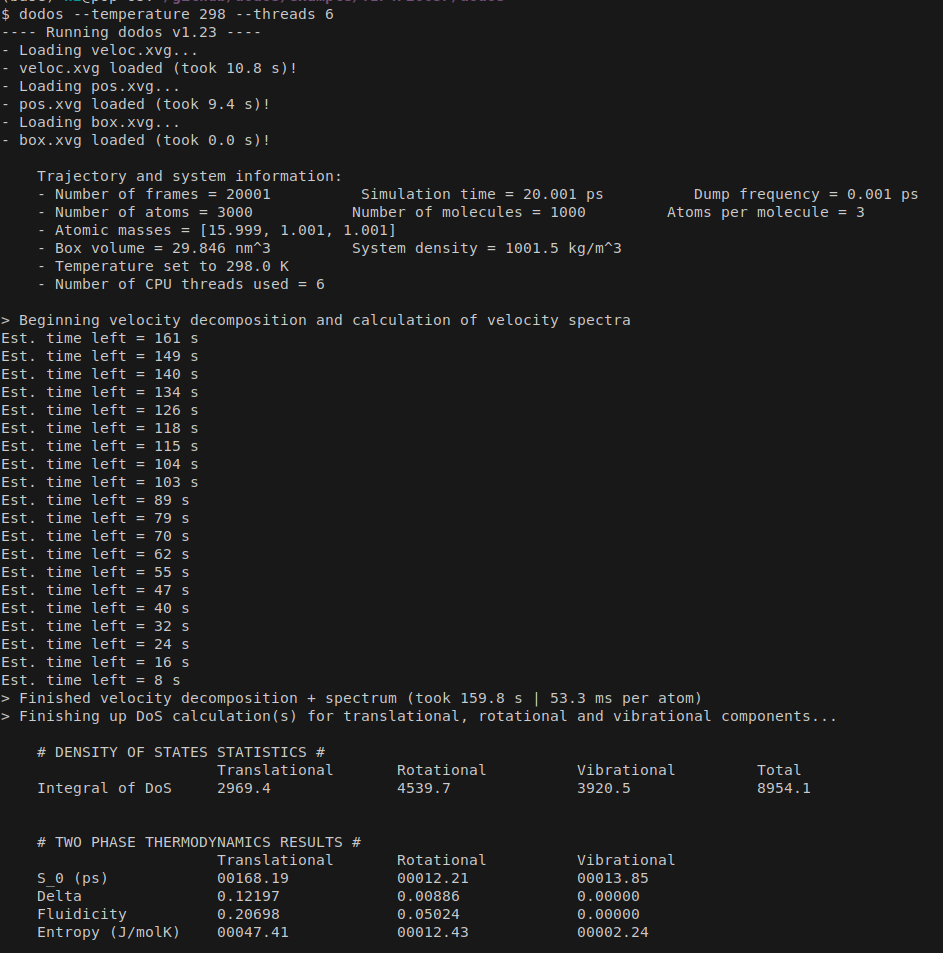 $ dodos --temperature 298 --threads 6
---- Running dodos v1.23 ----
- Loading veloc.xvg...
- veloc.xvg loaded (took 10.8 s)!
- Loading pos.xvg...
- pos.xvg loaded (took 9.4 s)!
- Loading box.xvg...
- box.xvg loaded (took 0.0 s)!
Trajectory and system information:
- Number of frames = 20001 Simulation time = 20.001 ps Dump frequency = 0.001 ps
- Number of atoms = 3000 Number of molecules = 1000 Atoms per molecule = 3
- Atomic masses = [15.999, 1.001, 1.001]
- Box volume = 29.846 nm^3 System density = 1001.5 kg/m^3
- Temperature set to 298.0 K
- Number of CPU threads used = 6
> Beginning velocity decomposition and calculation of velocity spectra
Est. time left = 161 s
Est. time left = 149 s
Est. time left = 140 s
Est. time left = 134 s
Est. time left = 126 s
Est. time left = 118 s
Est. time left = 115 s
Est. time left = 104 s
Est. time left = 103 s
Est. time left = 89 s
Est. time left = 79 s
Est. time left = 70 s
Est. time left = 62 s
Est. time left = 55 s
Est. time left = 47 s
Est. time left = 40 s
Est. time left = 32 s
Est. time left = 24 s
Est. time left = 16 s
Est. time left = 8 s
> Finished velocity decomposition + spectrum (took 159.8 s | 53.3 ms per atom)
> Finishing up DoS calculation(s) for translational, rotational and vibrational components...
# DENSITY OF STATES STATISTICS #
Translational Rotational Vibrational Total
Integral of DoS 2969.4 4539.7 3920.5 8954.1
# TWO PHASE THERMODYNAMICS RESULTS #
Translational Rotational Vibrational
S_0 (ps) 00168.19 00012.21 00013.85
Delta 0.12197 0.00886 0.00000
Fluidicity 0.20698 0.05024 0.00000
Entropy (J/molK) 00047.41 00012.43 00002.24